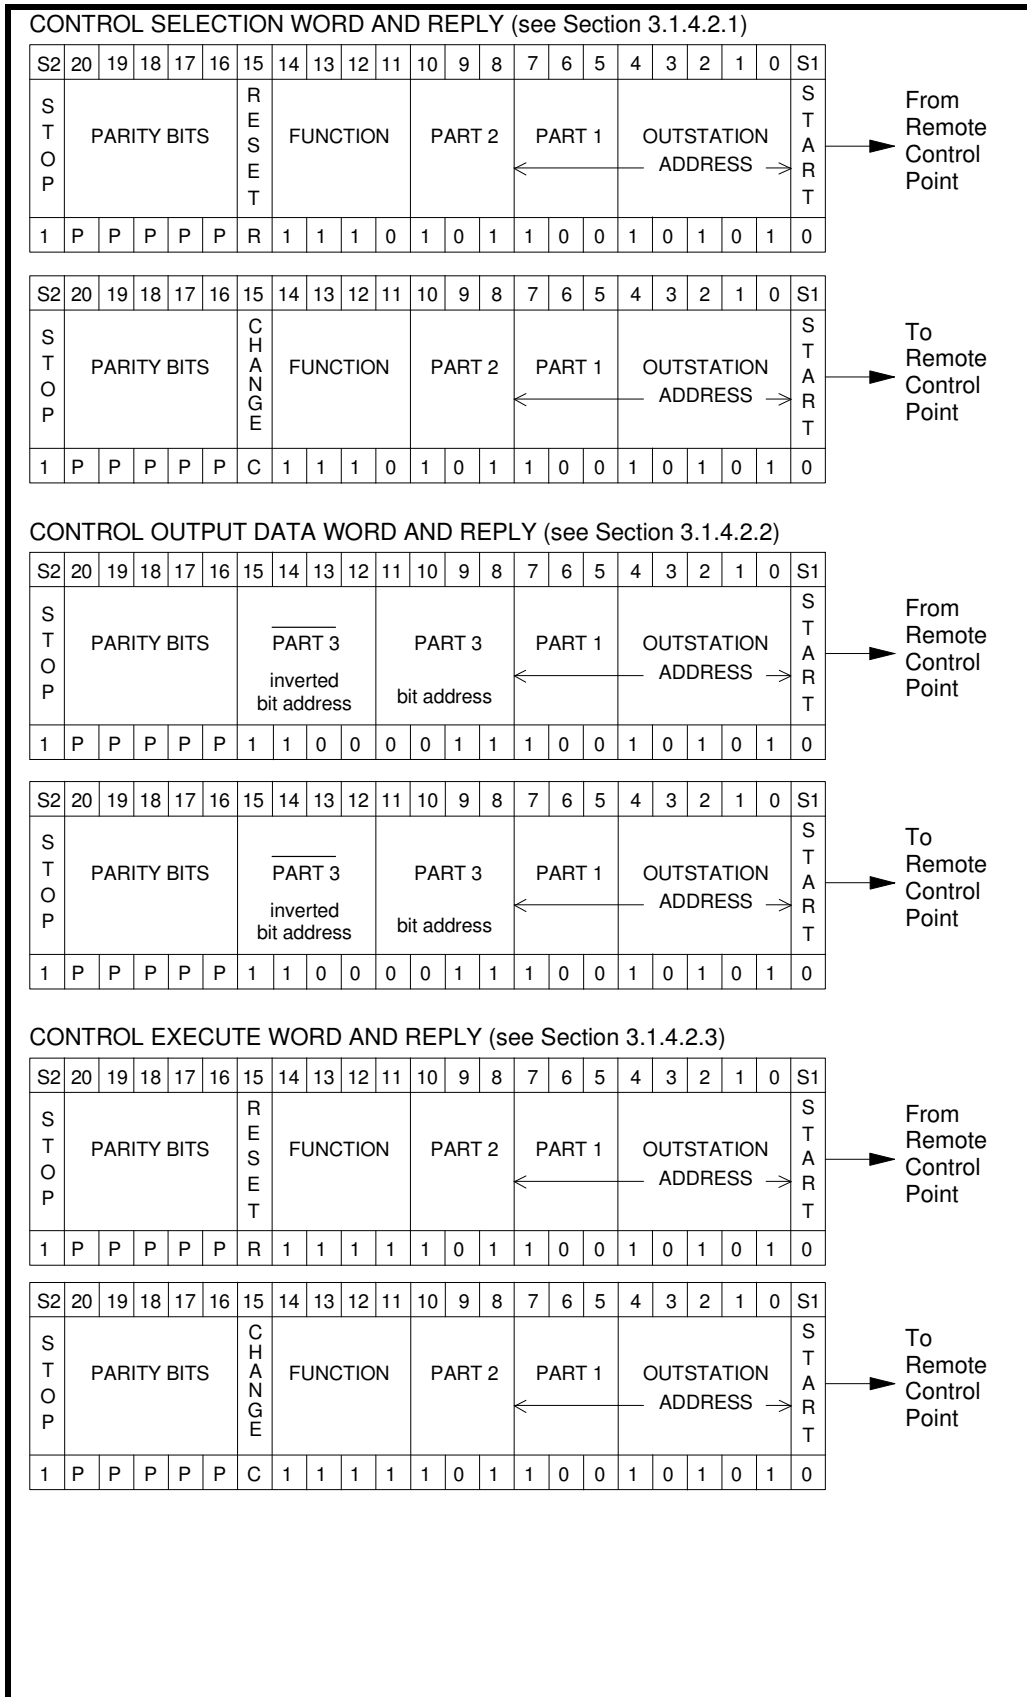 CONTROL SELECTION WORD AND REPLY (see Section 3.1.4.2.1)
S2 20 19 18 17 16 15 14 13 12 11 10 9 8 7 6 5 4 3 2 1 0 S1
STOP PARITY BITS RESET FUNCTION PART 2 PART 1 OUTSTATION ADDRESS START
From Remote Control Point
1 P P P P P R 1 1 1 0 1 0 1 1 0 0 1 0 1 0 1 0
S2 20 19 18 17 16 15 14 13 12 11 10 9 8 7 6 5 4 3 2 1 0 S1
STOP PARITY BITS CHANGE FUNCTION PART 2 PART 1 OUTSTATION ADDRESS START
To Remote Control Point
1 P P P P P C 1 1 1 0 1 0 1 1 0 0 1 0 1 0 1 0
CONTROL OUTPUT DATA WORD AND REPLY (see Section 3.1.4.2.2)
S2 20 19 18 17 16 15 14 13 12 11 10 9 8 7 6 5 4 3 2 1 0 S1
STOP PARITY BITS PART 3 inverted bit address PART 3 bit address PART 1 OUTSTATION ADDRESS START
From Remote Control Point
1 P P P P P 1 1 0 0 0 0 1 1 1 0 0 1 0 1 0 1 0
S2 20 19 18 17 16 15 14 13 12 11 10 9 8 7 6 5 4 3 2 1 0 S1
STOP PARITY BITS PART 3 inverted bit address PART 3 bit address PART 1 OUTSTATION ADDRESS START
To Remote Control Point
1 P P P P P 1 1 0 0 0 0 1 1 1 0 0 1 0 1 0 1 0
CONTROL EXECUTE WORD AND REPLY (see Section 3.1.4.2.3)
S2 20 19 18 17 16 15 14 13 12 11 10 9 8 7 6 5 4 3 2 1 0 S1
STOP PARITY BITS RESET FUNCTION PART 2 PART 1 OUTSTATION ADDRESS START
From Remote Control Point
1 P P P P P R 1 1 1 1 1 0 1 1 0 0 1 0 1 0 1 0
S2 20 19 18 17 16 15 14 13 12 11 10 9 8 7 6 5 4 3 2 1 0 S1
STOP PARITY BITS CHANGE FUNCTION PART 2 PART 1 OUTSTATION ADDRESS START
To Remote Control Point
1 P P P P P C 1 1 1 1 1 0 1 1 0 0 1 0 1 0 1 0